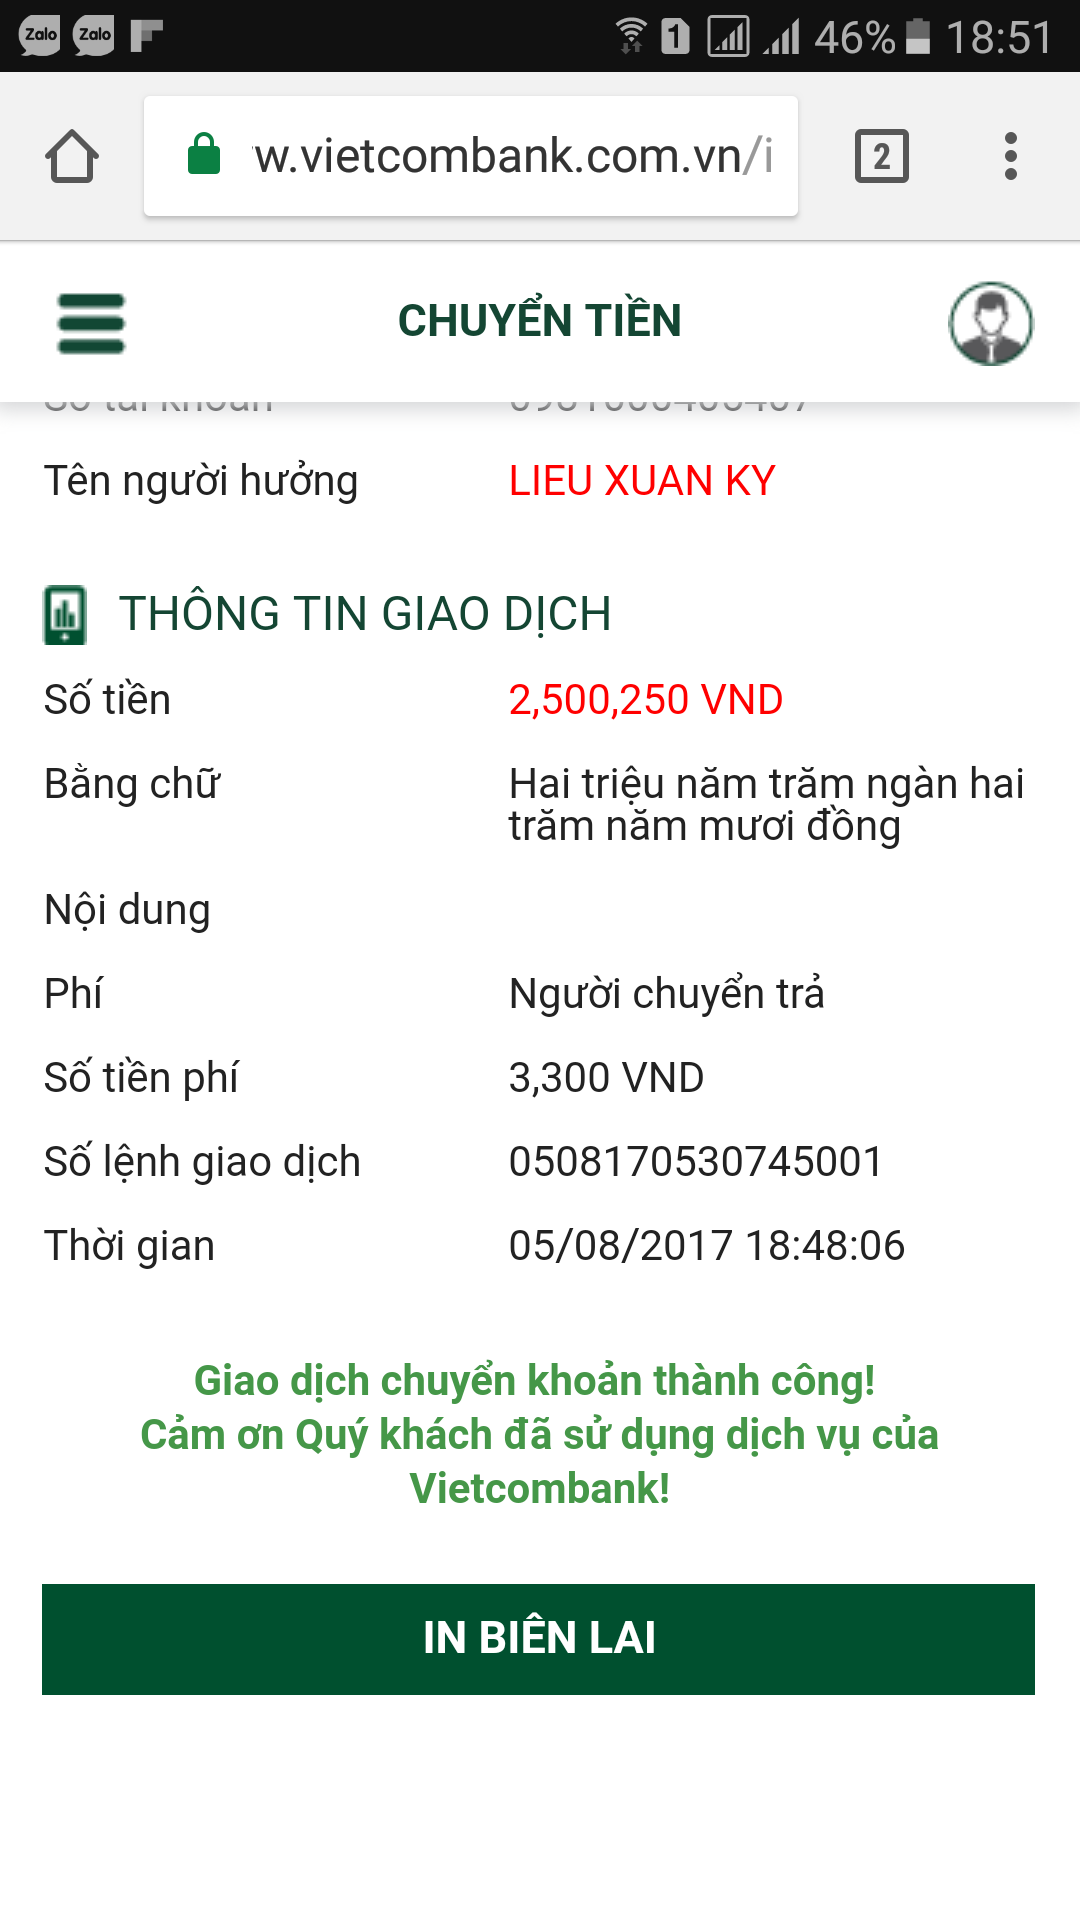 Zalo Zalo 1 46% 18:51
w.vietcombank.com.vn/i 2
CHUYỂN TIỀN
Số tài khoản
Tên người hưởng LIEU XUAN KY
THÔNG TIN GIAO DỊCH
Số tiền 2,500,250 VND
Bằng chữ Hai triệu năm trăm ngàn hai
trăm năm mươi đồng
Nội dung
Phí Người chuyển trả
Số tiền phí 3,300 VND
Số lệnh giao dịch 0508170530745001
Thời gian 05/08/2017 18:48:06
Giao dịch chuyển khoản thành công!
Cảm ơn Quý khách đã sử dụng dịch vụ của
Vietcombank!
IN BIÊN LAI